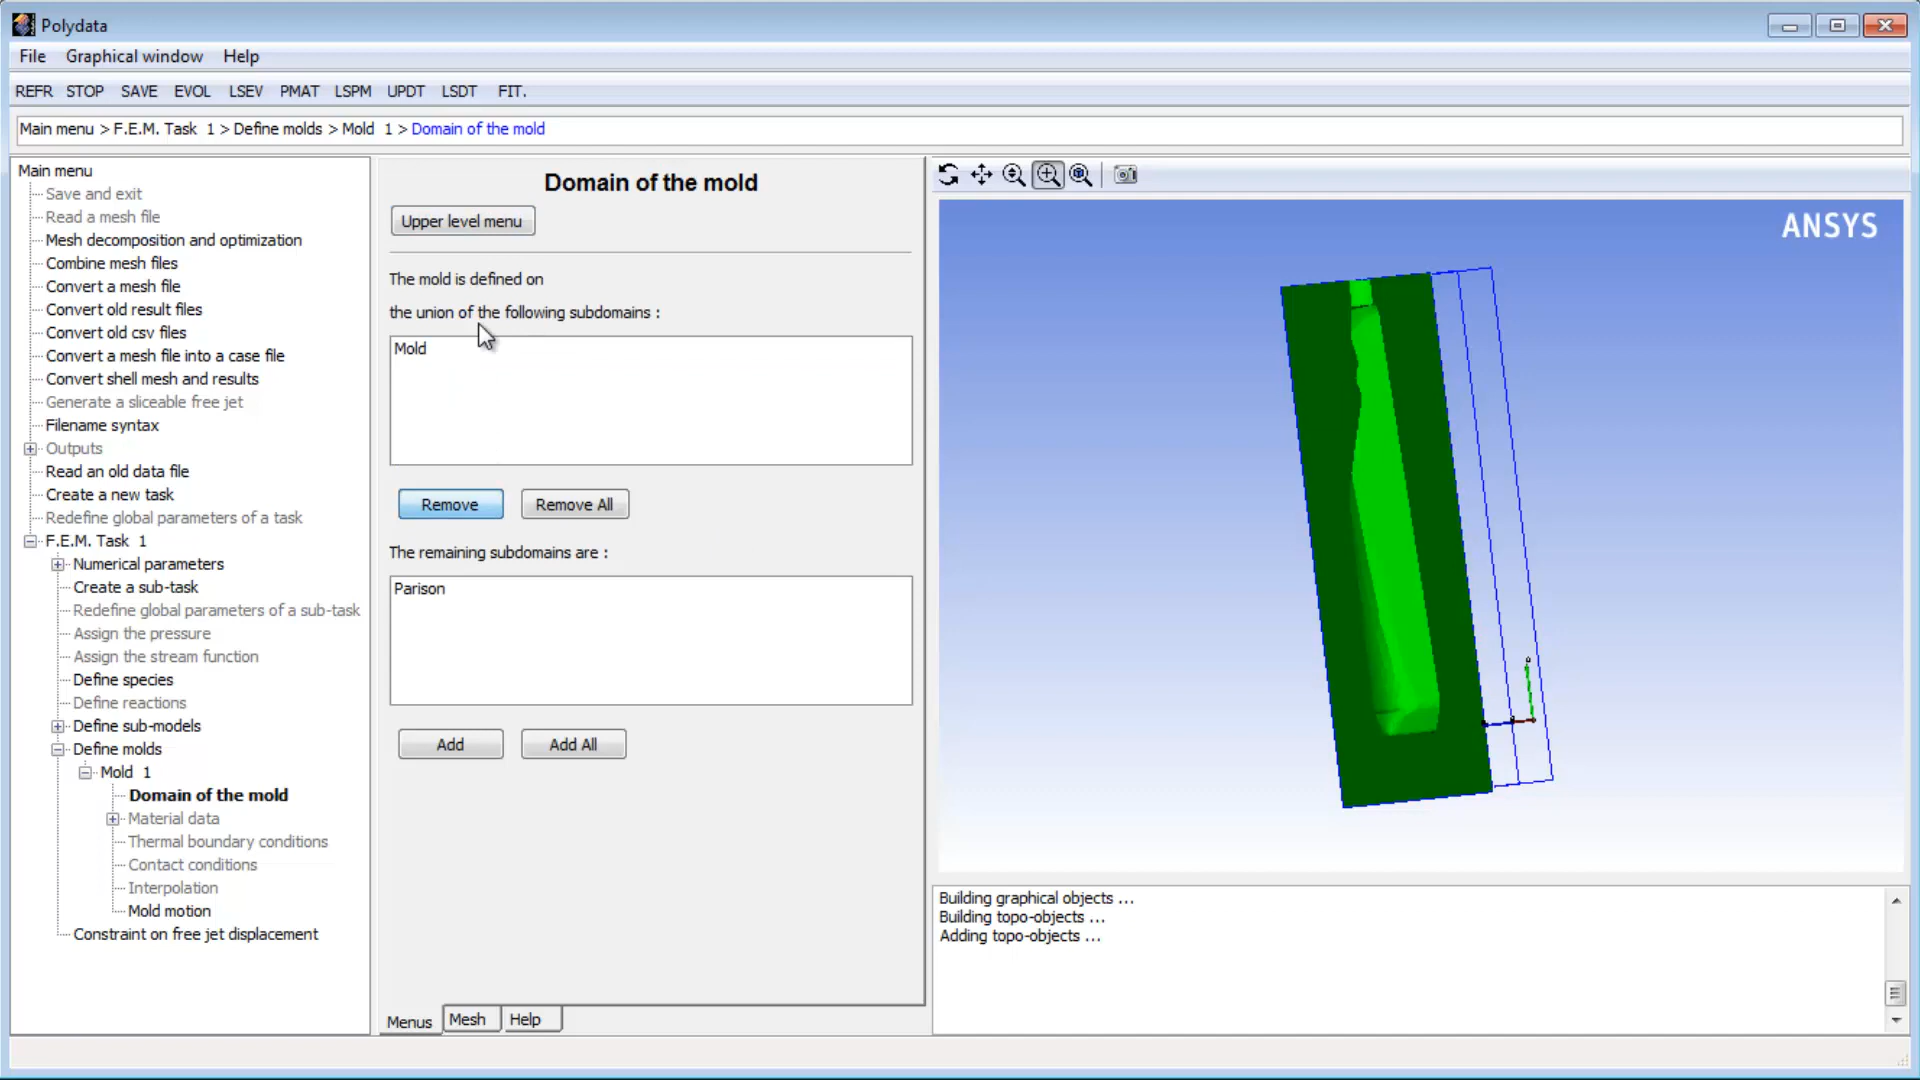 Polydata
File Graphical window Help
REFR STOP SAVE EVOL LSEV PMAT LSPM UPDT LSDT FIT.
Main menu > F.E.M. Task 1 > Define molds > Mold 1 > Domain of the mold
Main menu
Save and exit
Read a mesh file
Mesh decomposition and optimization
Combine mesh files
Convert a mesh file
Convert old result files
Convert old csv files
Convert a mesh file into a case file
Convert shell mesh and results
Generate a sliceable free jet
Filename syntax
Outputs
Read an old data file
Create a new task
Redefine global parameters of a task
F.E.M. Task 1
Numerical parameters
Create a sub-task
Redefine global parameters of a sub-task
Assign the pressure
Assign the stream function
Define species
Define reactions
Define sub-models
Define molds
Mold 1
Domain of the mold
Material data
Thermal boundary conditions
Contact conditions
Interpolation
Mold motion
Constraint on free jet displacement
Domain of the mold
Upper level menu
The mold is defined on
the union of the following subdomains :
Mold
Remove Remove All
The remaining subdomains are :
Parison
Add Add All
Menus Mesh Help
ANSYS
Building graphical objects ...
Building topo-objects ...
Adding topo-objects ...